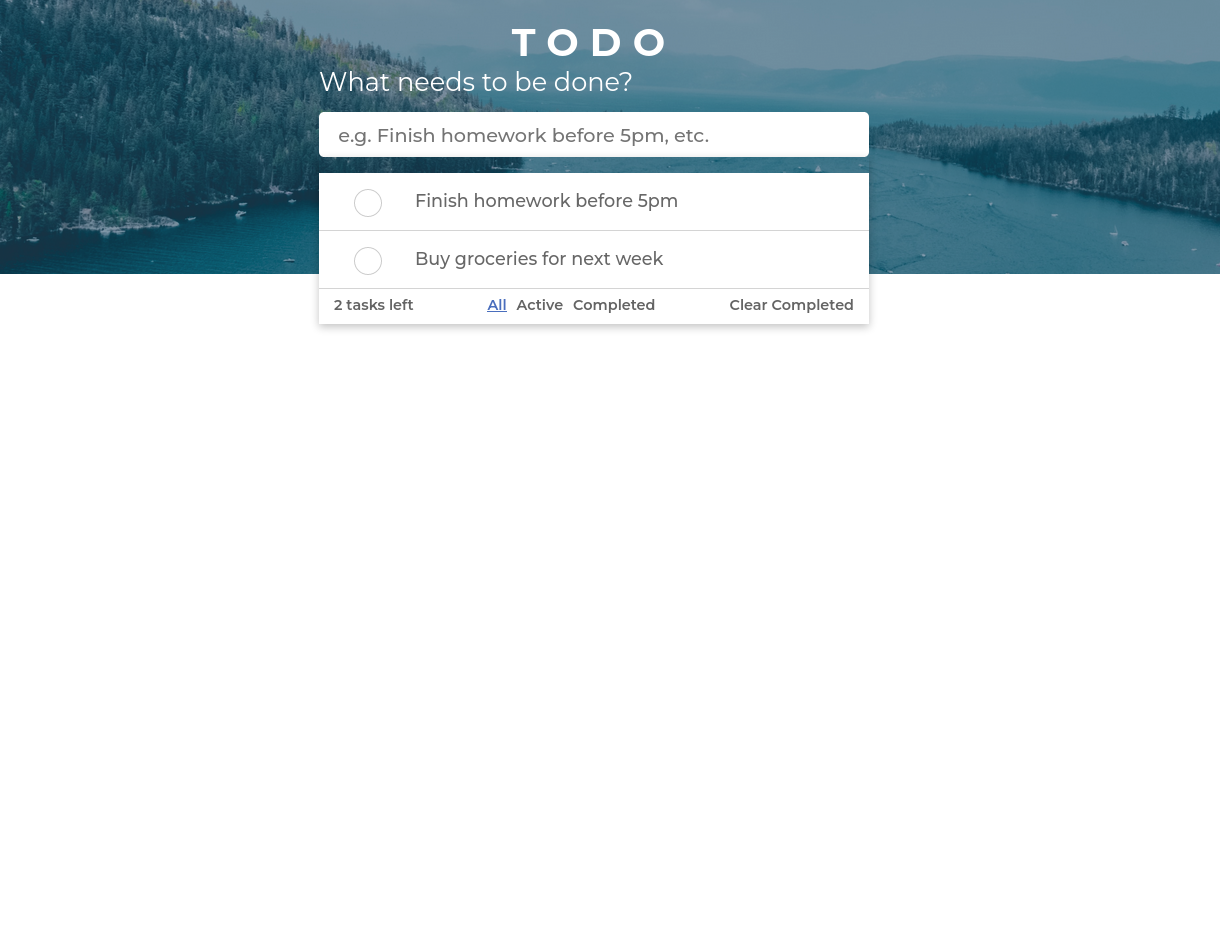 TODO
What needs to be done?
e.g. Finish homework before 5pm, etc.
Finish homework before 5pm
Buy groceries for next week
2 tasks left All Active Completed Clear Completed